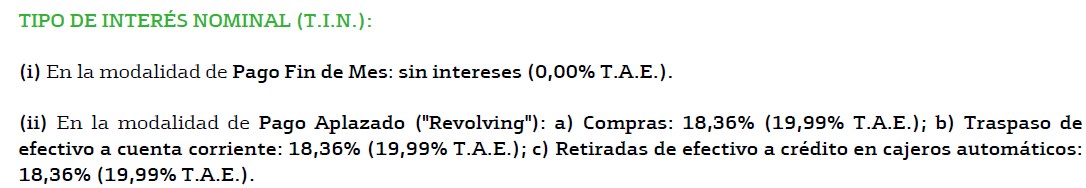 TIPO DE INTERÉS NOMINAL (T.I.N.):
(i) En la modalidad de Pago Fin de Mes: sin intereses (0,00% T.A.E.).
(ii) En la modalidad de Pago Aplazado ("Revolving"): a) Compras: 18,36% (19,99% T.A.E.); b) Traspaso de
efectivo a cuenta corriente: 18,36% (19,99% T.A.E.); c) Retiradas de efectivo a crédito en cajeros automáticos:
18,36% (19,99% T.A.E.).